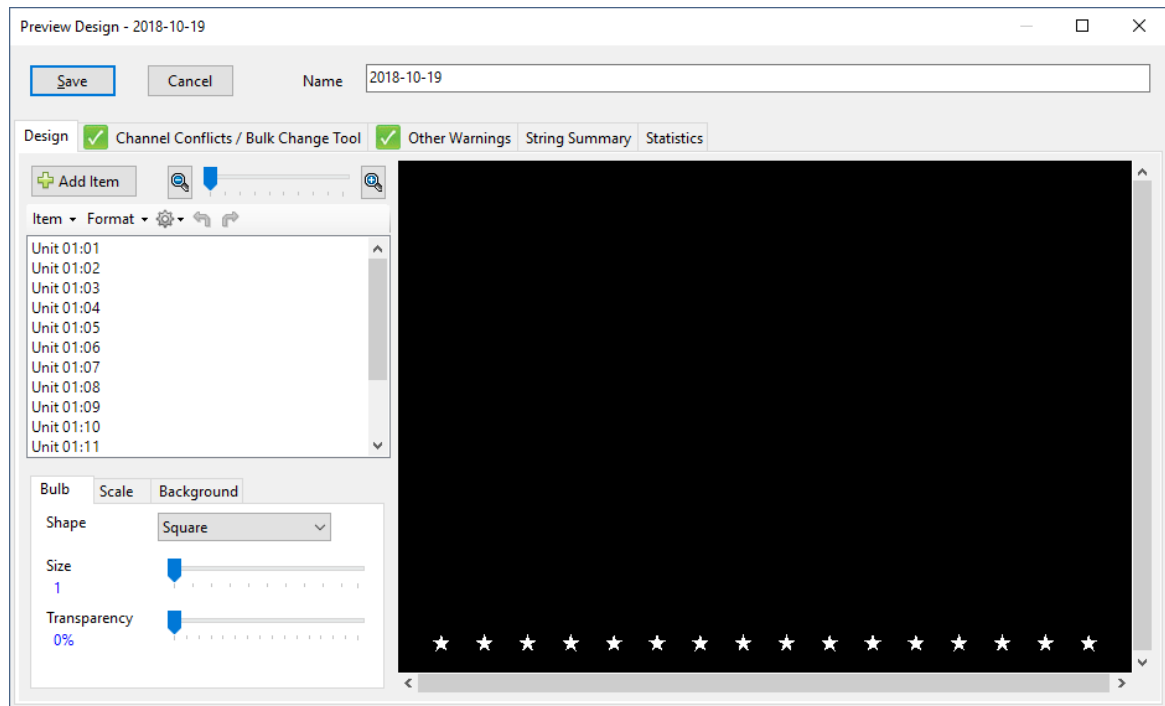 Preview Design - 2018-10-19
Save Cancel Name 2018-10-19
Design Channel Conflicts / Bulk Change Tool Other Warnings String Summary Statistics
Add Item
Item Format
Unit 01:01
Unit 01:02
Unit 01:03
Unit 01:04
Unit 01:05
Unit 01:06
Unit 01:07
Unit 01:08
Unit 01:09
Unit 01:10
Unit 01:11
Bulb Scale Background
Shape Square
Size
1
Transparency
0%